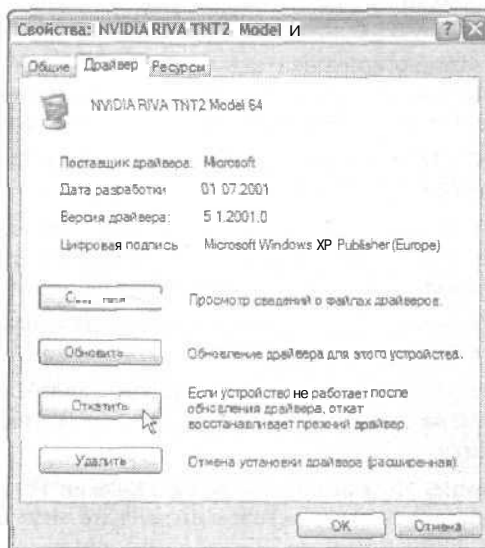 Свойства: NVIDIA RIVA TNT2 Model И
Общие Драйвер Ресурсы
NVIDIA RIVA TNT2 Model 64
Поставщик драйвера: Microsoft
Дата разработки 01 07.2001
Версия драйвера: 5 1.2001.0
Цифровая подпись Microsoft Windows XP Publisher (Europe)
Просмотр сведений о файлах драйверов.
Обновить... Обновление драйвера для этого устройства.
Откатить Если устройство не работает после
обновления драйвера, откат
восстанавливает прежний драйвер.
Удалить Отмена установки драйвера (расширенная)
OK Отмена